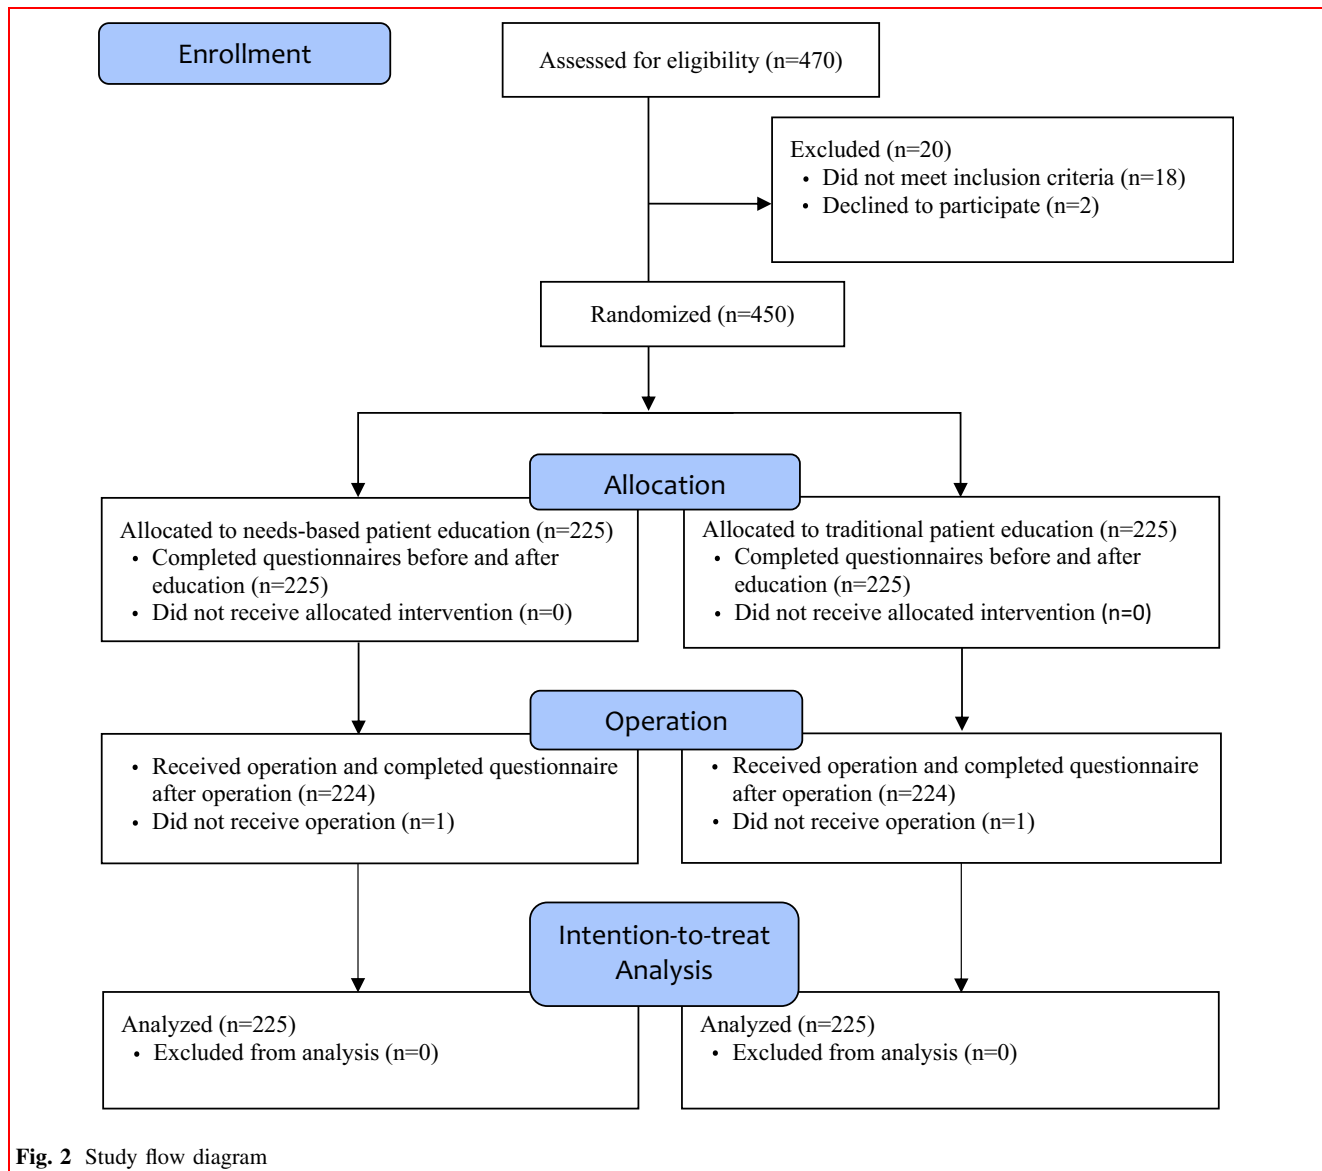 Enrollment
Assessed for eligibility (n=470)
Excluded (n=20)
• Did not meet inclusion criteria (n=18)
• Declined to participate (n=2)
Randomized (n=450)
Allocation
Allocated to needs-based patient education (n=225)
• Completed questionnaires before and after
education (n=225)
• Did not receive allocated intervention (n=0)
Allocated to traditional patient education (n=225)
• Completed questionnaires before and after
education (n=225)
• Did not receive allocated intervention (n=0)
Operation
• Received operation and completed questionnaire
after operation (n=224)
• Did not receive operation (n=1)
• Received operation and completed questionnaire
after operation (n=224)
• Did not receive operation (n=1)
Intention-to-treat
Analysis
Analyzed (n=225)
• Excluded from analysis (n=0)
Analyzed (n=225)
• Excluded from analysis (n=0)
Fig. 2 Study flow diagram